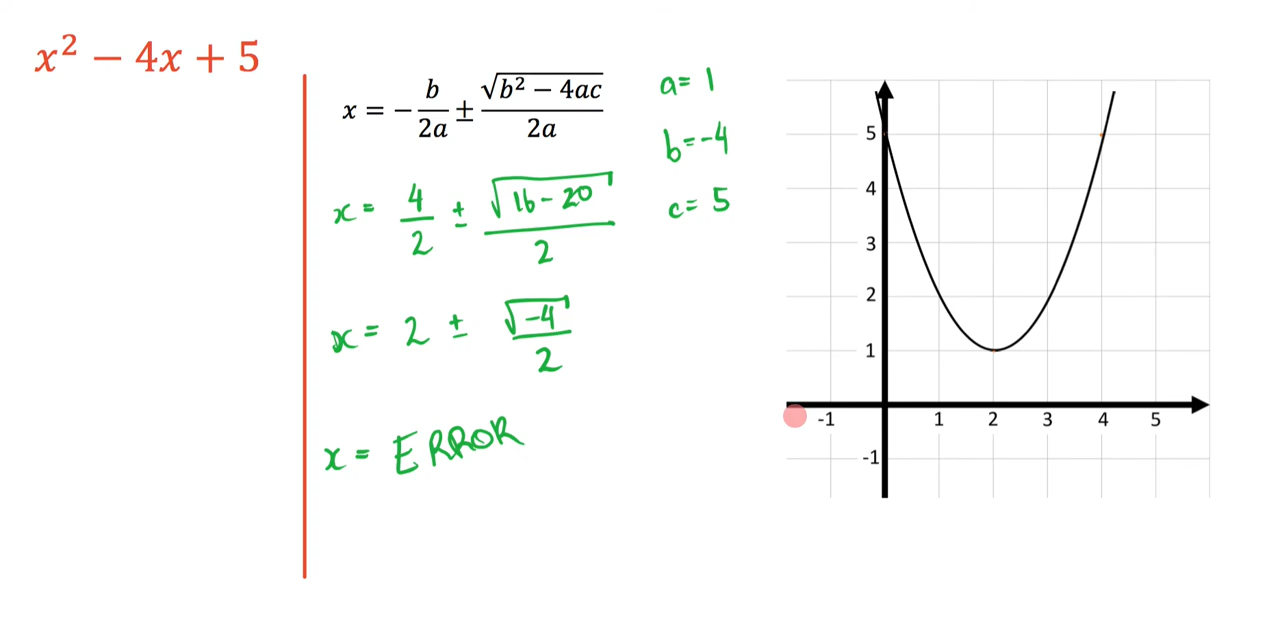 x² − 4x + 5
x = − b/2a ± √(b² − 4ac)/2a
a = 1
b = -4
c = 5
x = 4/2 ± √(16 - 20)/2
x = 2 ± √(-4)/2
x = ERROR
5
4
3
2
1
-1 1 2 3 4 5
-1